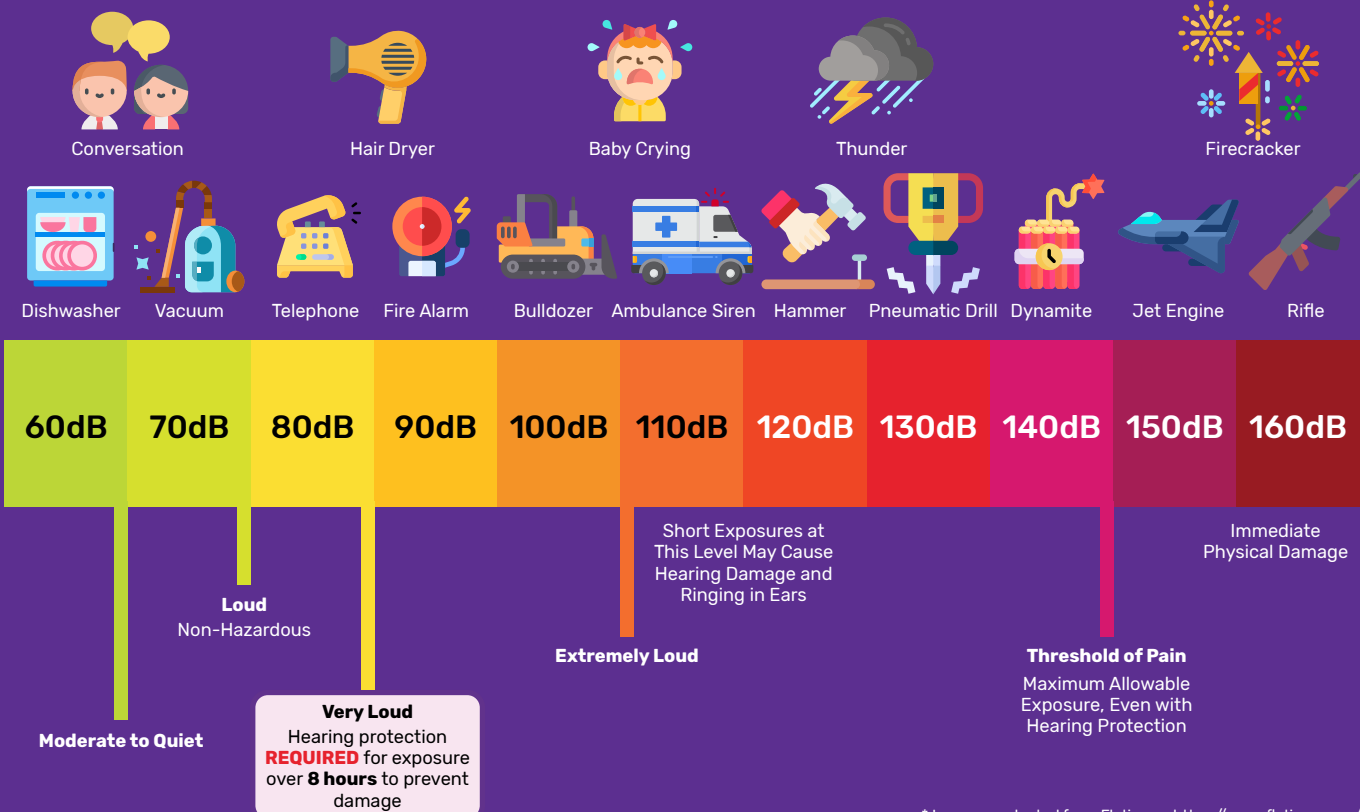 Conversation
Hair Dryer
Baby Crying
Thunder
Firecracker
Dishwasher
Vacuum
Telephone
Fire Alarm
Bulldozer
Ambulance Siren
Hammer
Pneumatic Drill
Dynamite
Jet Engine
Rifle
60dB
70dB
80dB
90dB
100dB
110dB
120dB
130dB
140dB
150dB
160dB
Short Exposures at
This Level May Cause
Hearing Damage and
Ringing in Ears
Immediate
Physical Damage
Loud
Non-Hazardous
Extremely Loud
Threshold of Pain
Maximum Allowable
Exposure, Even with
Hearing Protection
Moderate to Quiet
Very Loud
Hearing protection
REQUIRED for exposure
over 8 hours to prevent
damage